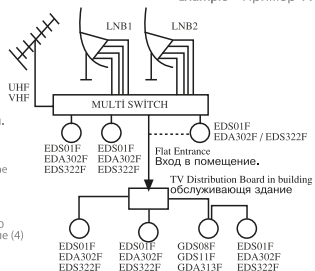 LNB1
LNB2
UHF
VHF
MULTİ SWİTCH
EDS01F
EDA302F
EDS322F
EDS01F
EDA302F
EDS322F
EDS01F
EDA302F / EDS322F
Flat Entrance
Вход в помещение.
TV Distribution Board in building
обслуживающя здание
е (4)
EDS01F
EDA302F
EDS322F
EDS01F
EDA302F
EDS322F
GDS08F
GDS11F
GDA313F
EDS01F
EDA302F
EDS322F